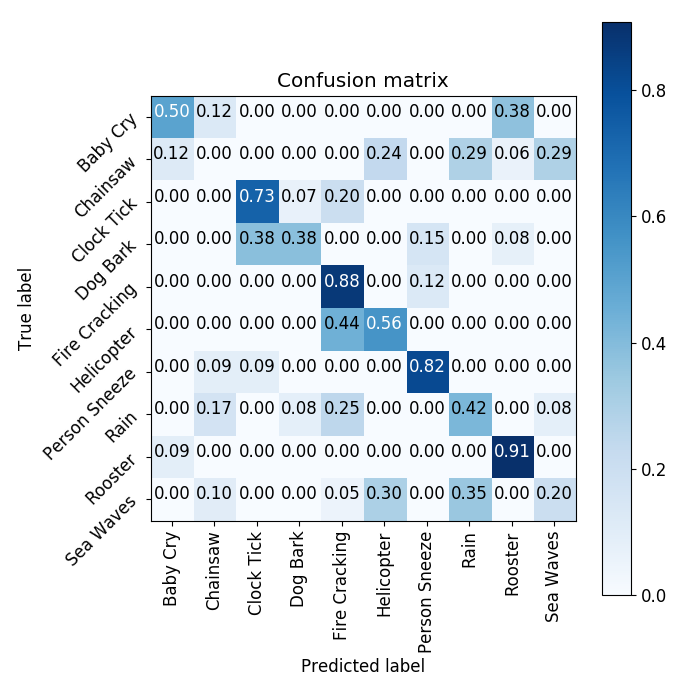 Confusion matrix
True label
Baby Cry 0.50 0.12 0.00 0.00 0.00 0.00 0.00 0.00 0.38 0.00
Chainsaw 0.12 0.00 0.00 0.00 0.00 0.24 0.00 0.29 0.06 0.29
Clock Tick 0.00 0.00 0.73 0.07 0.20 0.00 0.00 0.00 0.00 0.00
Dog Bark 0.00 0.00 0.38 0.38 0.00 0.00 0.15 0.00 0.08 0.00
Fire Cracking 0.00 0.00 0.00 0.00 0.88 0.00 0.12 0.00 0.00 0.00
Helicopter 0.00 0.00 0.00 0.00 0.44 0.56 0.00 0.00 0.00 0.00
Person Sneeze 0.00 0.09 0.09 0.00 0.00 0.00 0.82 0.00 0.00 0.00
Rain 0.00 0.17 0.00 0.08 0.25 0.00 0.00 0.42 0.00 0.08
Rooster 0.09 0.00 0.00 0.00 0.00 0.00 0.00 0.00 0.91 0.00
Sea Waves 0.00 0.10 0.00 0.00 0.05 0.30 0.00 0.35 0.00 0.20
Baby Cry
Chainsaw
Clock Tick
Dog Bark
Fire Cracking
Helicopter
Person Sneeze
Rain
Rooster
Sea Waves
Predicted label
0.8
0.6
0.4
0.2
0.0